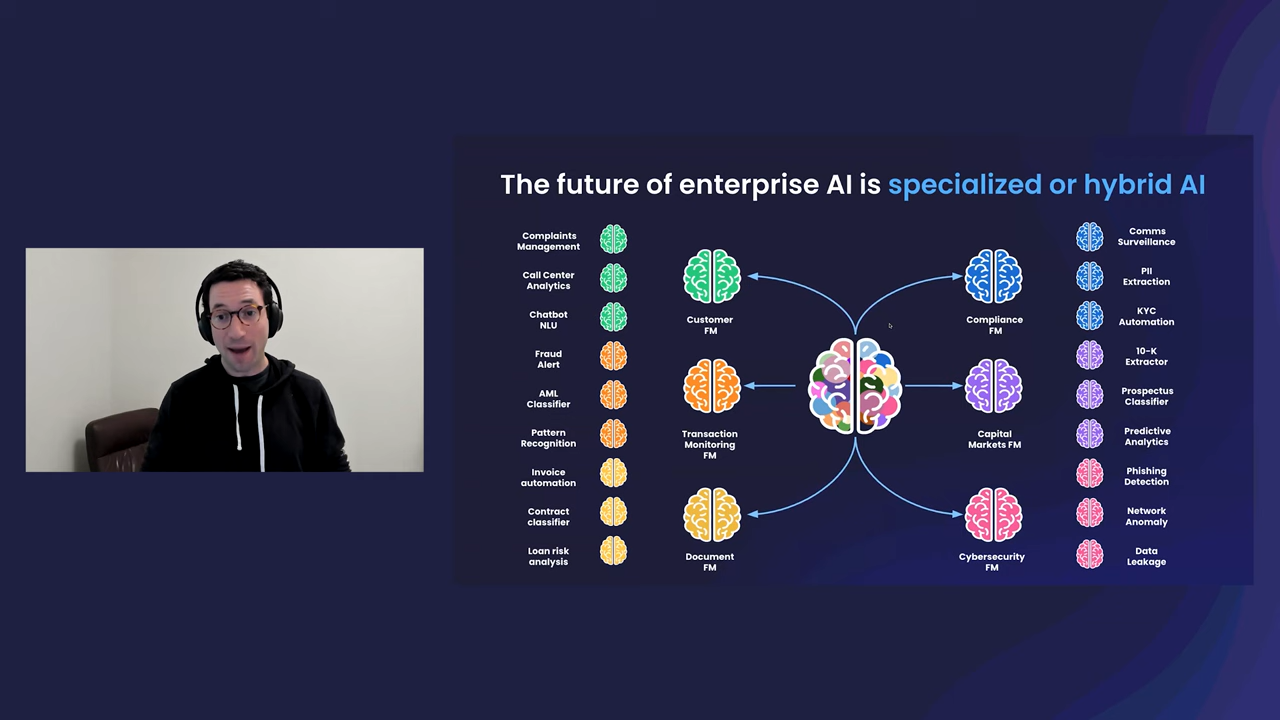 The future of enterprise AI is specialized or hybrid AI
Complaints
Management
Call Center
Analytics
Chatbot
NLU
Fraud
Alert
AML
Classifier
Pattern
Recognition
Invoice
automation
Contract
classifier
Loan risk
analysis
Customer
FM
Transaction
Monitoring
FM
Document
FM
Compliance
FM
Capital
Markets FM
Cybersecurity
FM
Comms
Surveillance
PII
Extraction
KYC
Automation
10-K
Extractor
Prospectus
Classifier
Predictive
Analytics
Phishing
Detection
Network
Anomaly
Data
Leakage